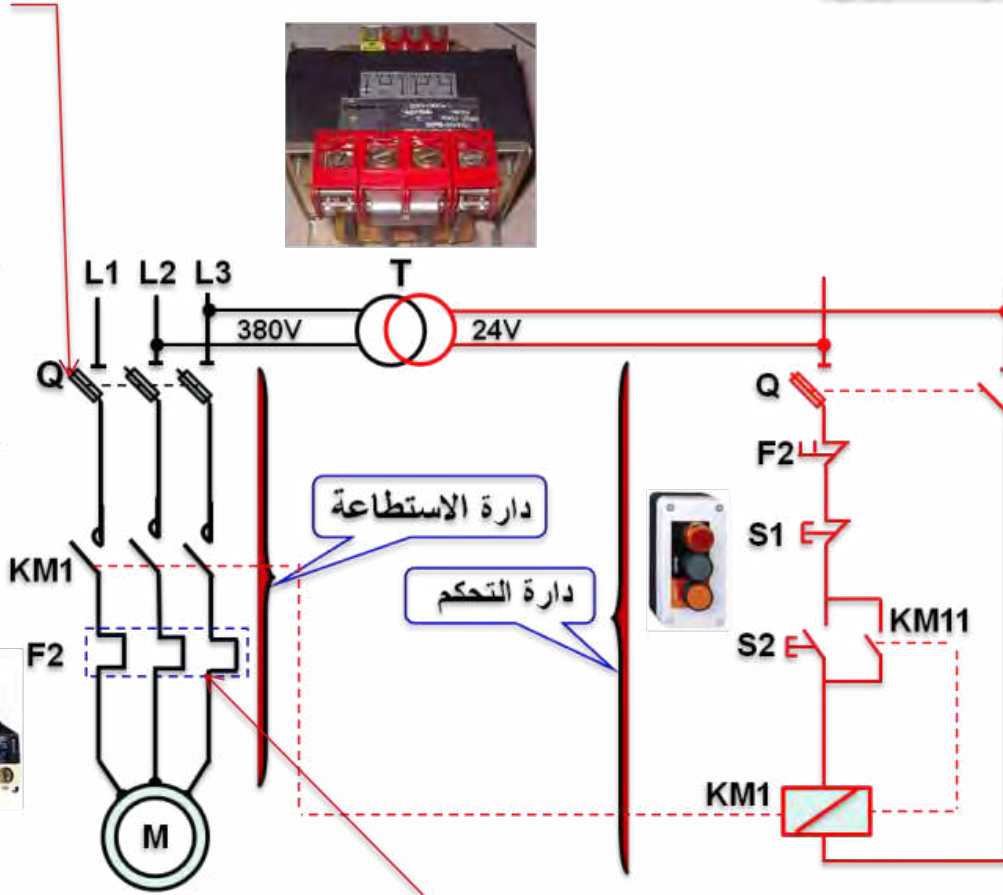 L1 L2 L3
T
380V
24V
Q
Q
F2
دارة الاستطاعة
S1
KM1
دارة التحكم
KM11
F2
S2
KM1
M